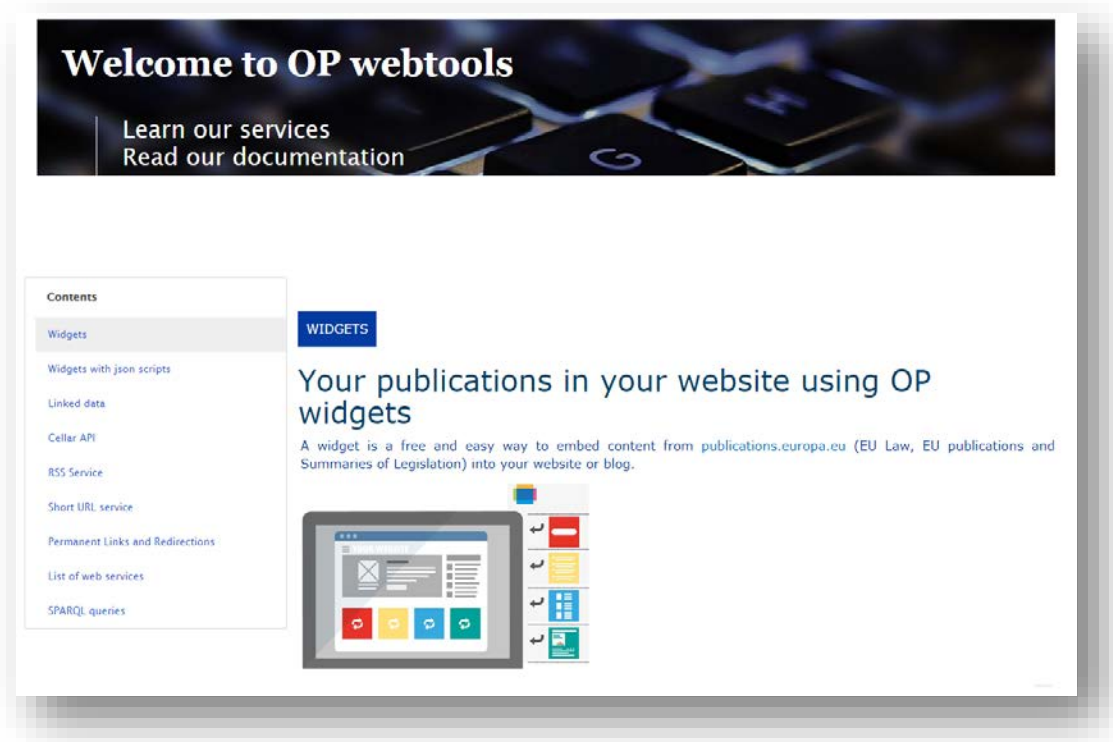 Welcome to OP webtools
Learn our services
Read our documentation
H
G
Contents
Widgets
Widgets with json scripts
Linked data
Cellar API
RSS Service
Short URL service
Permanent Links and Redirections
List of web services
SPARQL queries
WIDGETS
Your publications in your website using OP
widgets
A widget is a free and easy way to embed content from publications.europa.eu (EU Law, EU publications and
Summaries of Legislation) into your website or blog.
YOUR WEBSITE